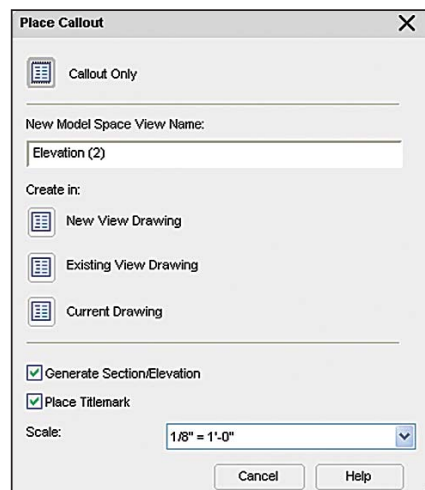 Place Callout
Callout Only
New Model Space View Name:
Elevation (2)
Create in:
New View Drawing
Existing View Drawing
Current Drawing
Generate Section/Elevation
Place Titlemark
Scale: 1/8" = 1'-0"
Cancel Help